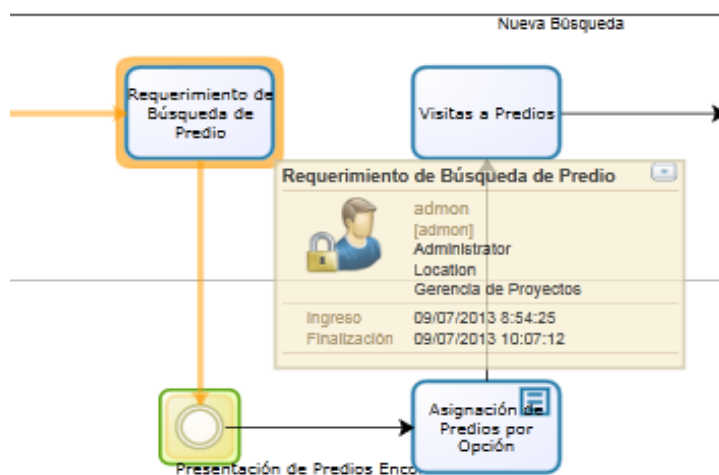 Nueva Búsqueda
Requerimiento de
Búsqueda de
Predio
Visitas a Predios
Requerimiento de Búsqueda de Predio
admon
[admon]
Administrator
Location
Gerencia de Proyectos
Ingreso 09/07/2013 8:54:25
Finalización 09/07/2013 10:07:12
Asignación de
Predios por
Opción
Presentación de Predios